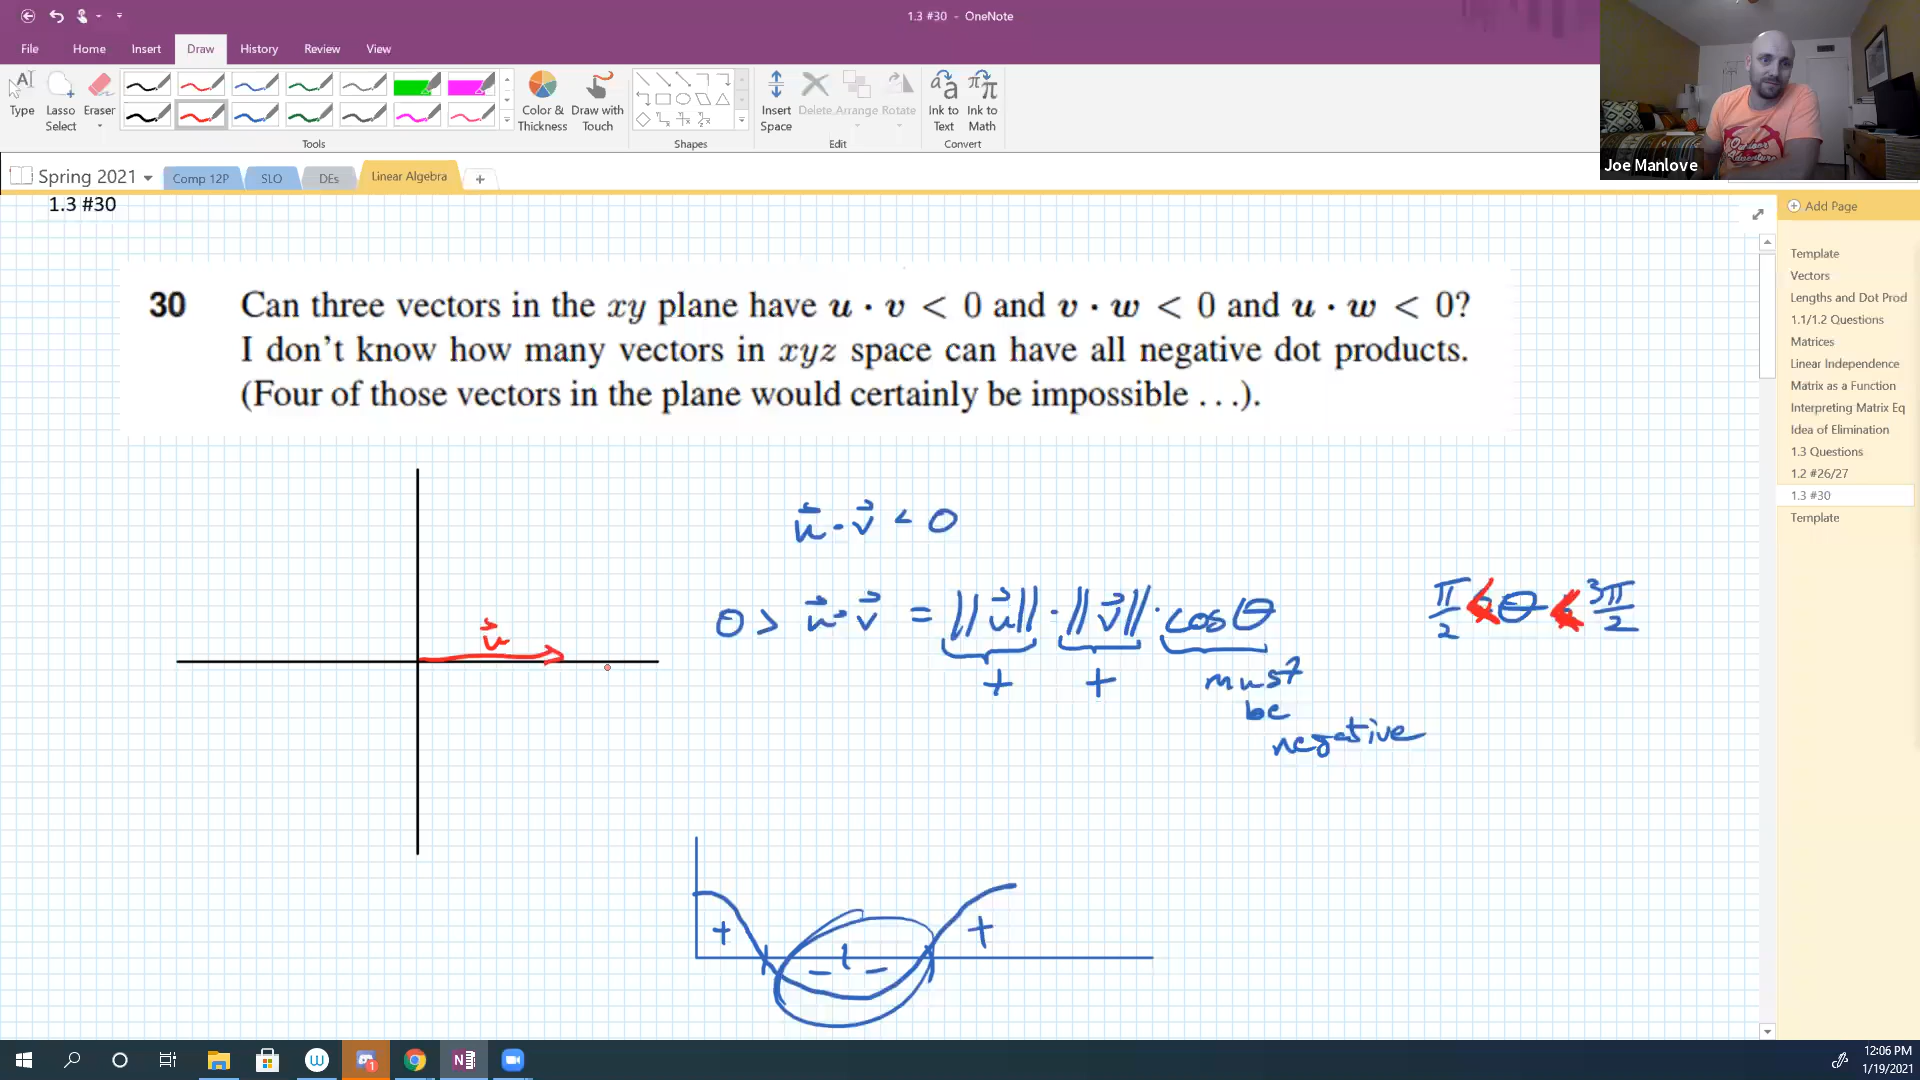 1.3 #30 - OneNote
File Home Insert Draw History Review View
Type
Lasso Select
Eraser
Color & Thickness
Draw with Touch
Insert Space
Delete
Arrange
Rotate
Ink to Text
Ink to Math
Tools
Shapes
Edit
Convert
Joe Manlove
Spring 2021
Comp 12P
SLO
DEs
Linear Algebra
Add Page
1.3 #30
30 Can three vectors in the xy plane have u · v < 0 and v · w < 0 and u · w < 0?
I don't know how many vectors in xyz space can have all negative dot products.
(Four of those vectors in the plane would certainly be impossible . . .).
u⃗ · v⃗ < 0
0 > u⃗ · v⃗ = ||u⃗|| · ||v⃗|| · cos θ
+ + must
be
negative
π/2 < θ < 3π/2
u⃗
+ - - +
Template
Vectors
Lengths and Dot Prod
1.1/1.2 Questions
Matrices
Linear Independence
Matrix as a Function
Interpreting Matrix Eq
Idea of Elimination
1.3 Questions
1.2 #26/27
1.3 #30
Template
12:06 PM
1/19/2021